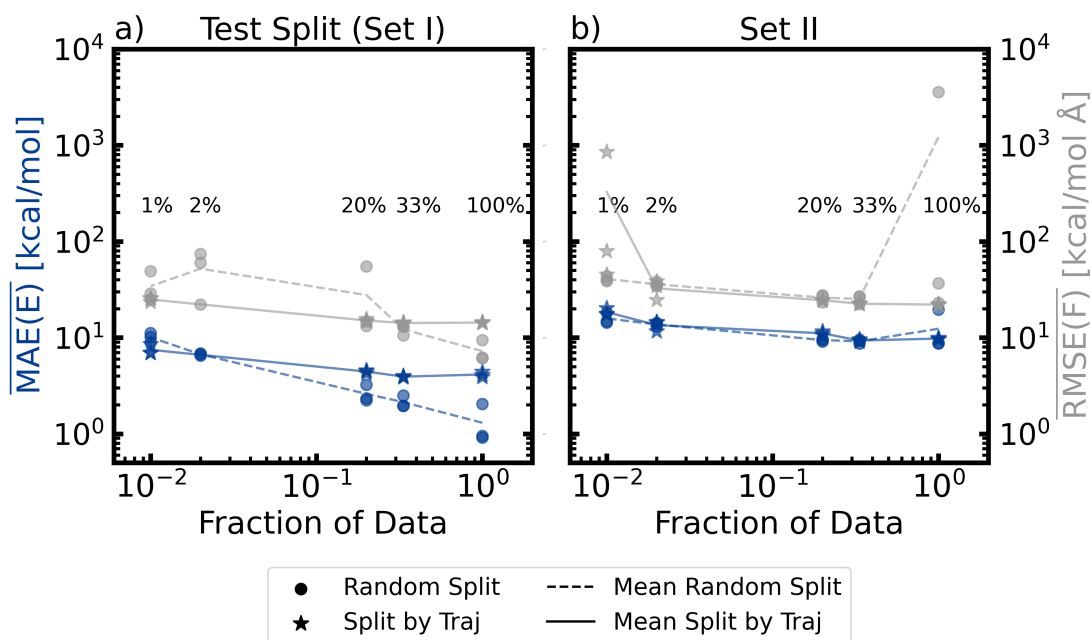 a) Test Split (Set I)
b) Set II
10⁴
10³
10²
10¹
10⁰
MAE(E) [kcal/mol]
1% 2% 20% 33% 100%
1% 2% 20% 33% 100%
10⁴
10³
10²
10¹
10⁰
RMSE(F) [kcal/mol Å]
10⁻² 10⁻¹ 10⁰
10⁻² 10⁻¹ 10⁰
Fraction of Data
Fraction of Data
Random Split
Mean Random Split
Split by Traj
Mean Split by Traj